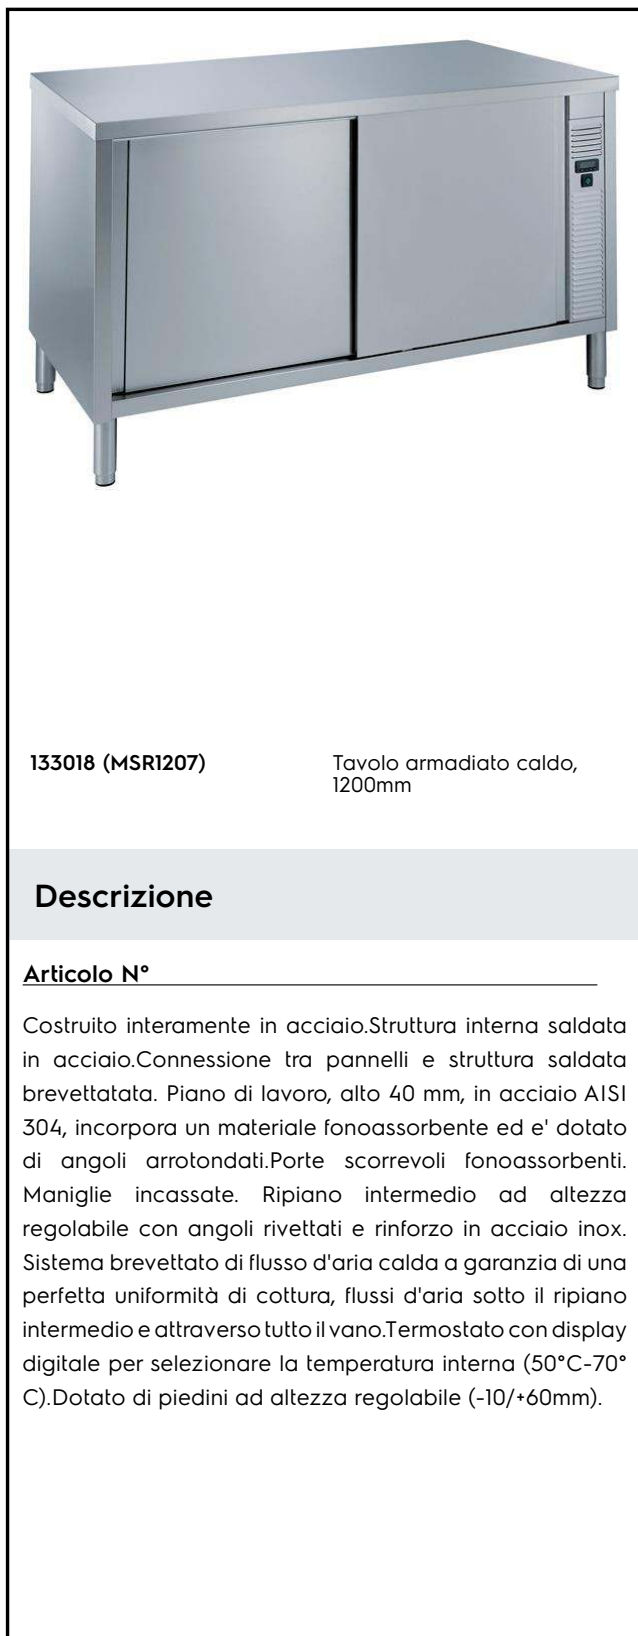 133018 (MSR1207)
Tavolo armadiato caldo,
1200mm
Descrizione
Articolo N°
Costruito interamente in acciaio.Struttura interna saldata
in acciaio.Connessione tra pannelli e struttura saldata
brevettatata. Piano di lavoro, alto 40 mm, in acciaio AISI
304, incorpora un materiale fonoassorbente ed e' dotato
di angoli arrotondati.Porte scorrevoli fonoassorbenti.
Maniglie incassate. Ripiano intermedio ad altezza
regolabile con angoli rivettati e rinforzo in acciaio inox.
Sistema brevettato di flusso d'aria calda a garanzia di una
perfetta uniformità di cottura, flussi d'aria sotto il ripiano
intermedio e attraverso tutto il vano.Termostato con display
digitale per selezionare la temperatura interna (50°C-70°
C).Dotato di piedini ad altezza regolabile (-10/+60mm).